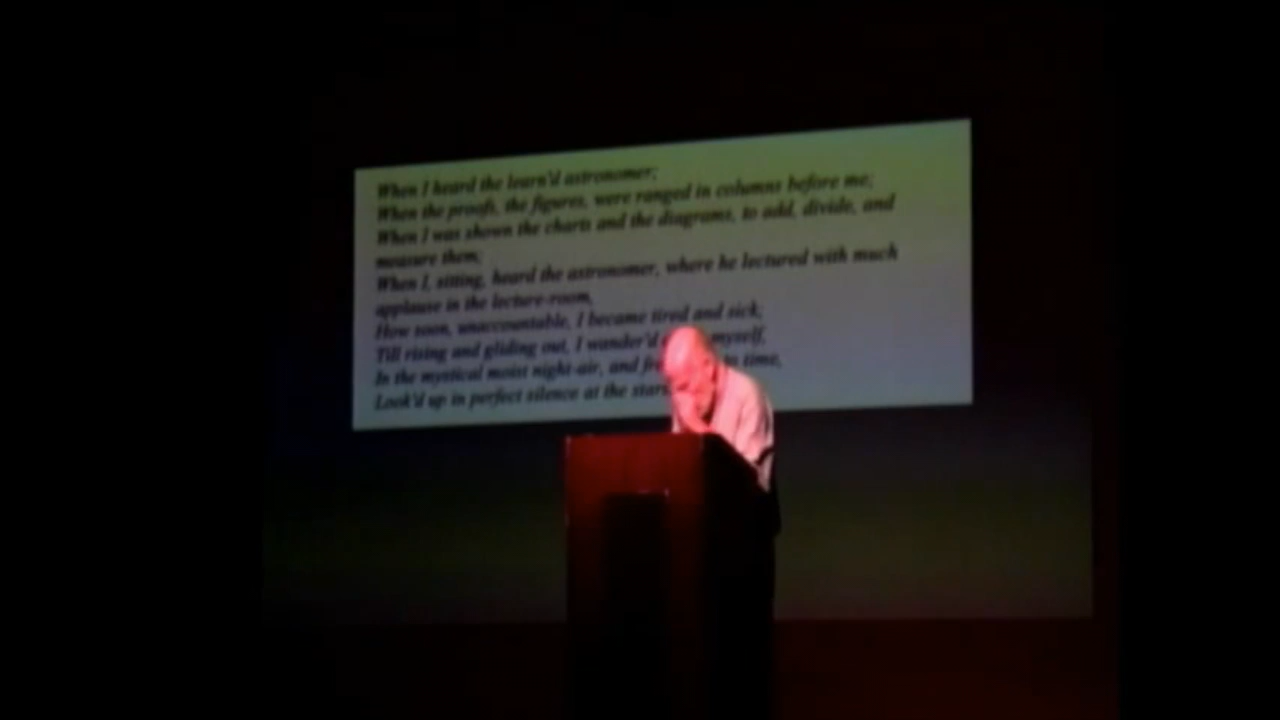 When I heard the learn'd astronomer;
When the proofs, the figures, were ranged in columns before me;
When I was shown the charts and the diagrams, to add, divide, and
measure them;
When I, sitting, heard the astronomer, where he lectured with much
applause in the lecture-room,
How soon, unaccountable, I became tired and sick;
Till rising and gliding out, I wander'd myself,
In the mystical moist night-air, and time,
Look'd up in perfect silence at the